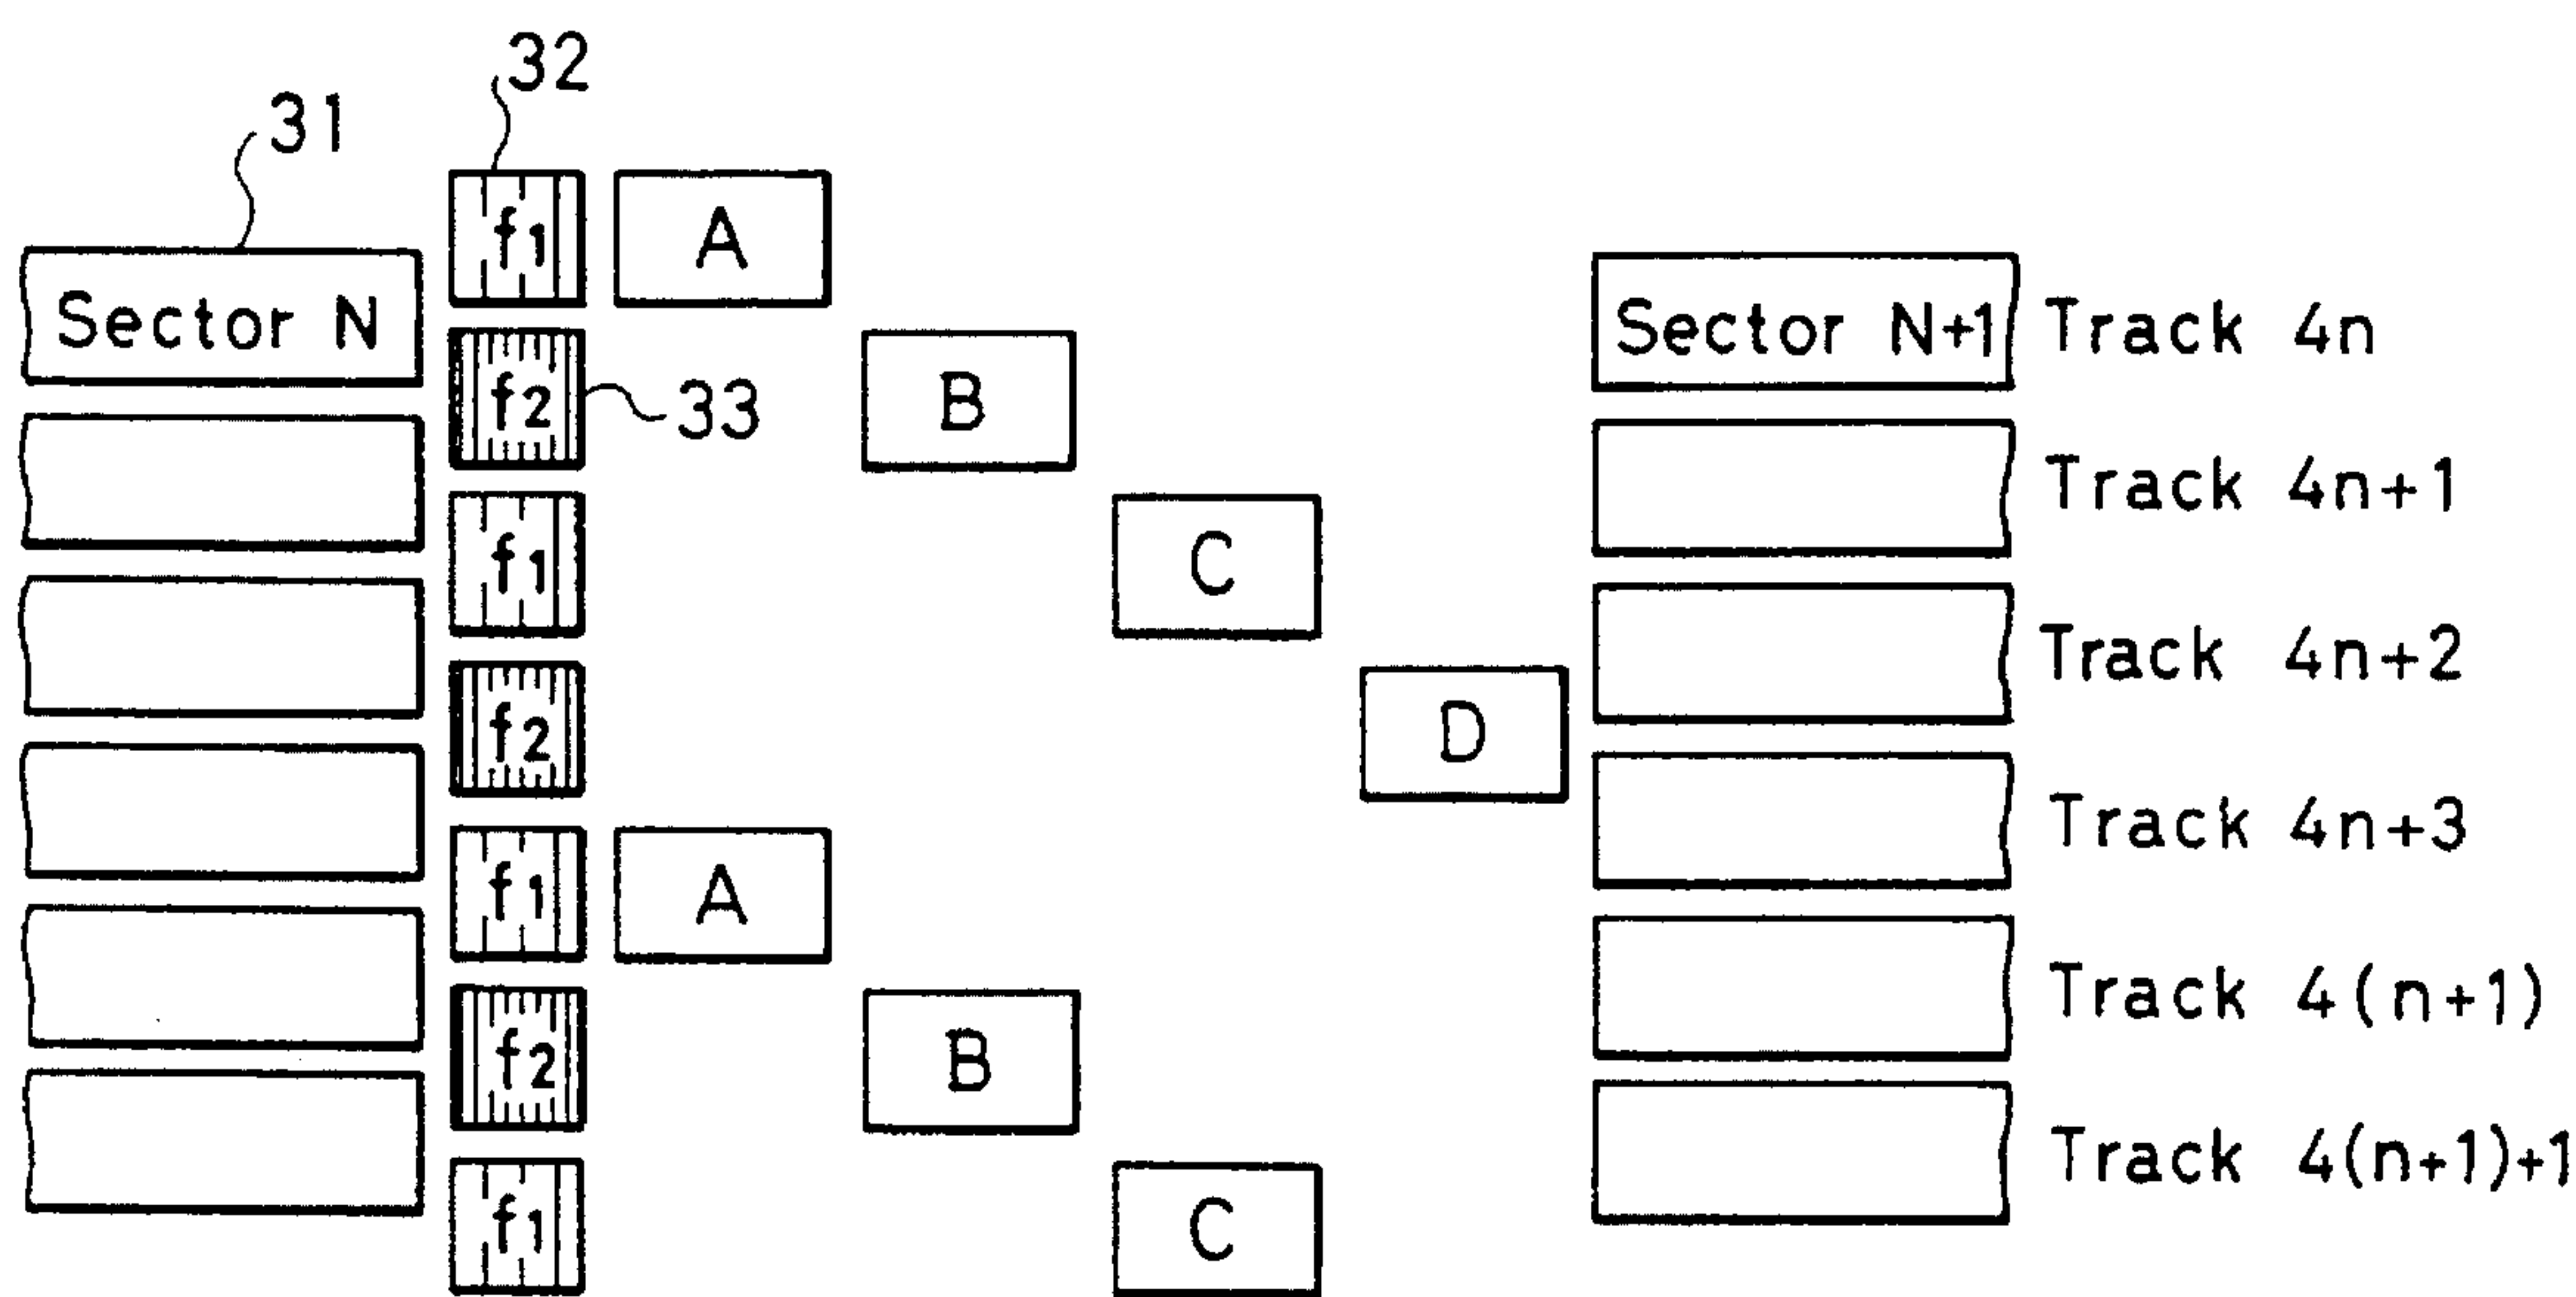 32
31
f1 A
Sector N Sector N+1 Track 4n
f2 33 B
Track 4n+1
f1 C
Track 4n+2
f2 D
Track 4n+3
f1 A
Track 4(n+1)
f2 B
Track 4(n+1)+1
f1 C